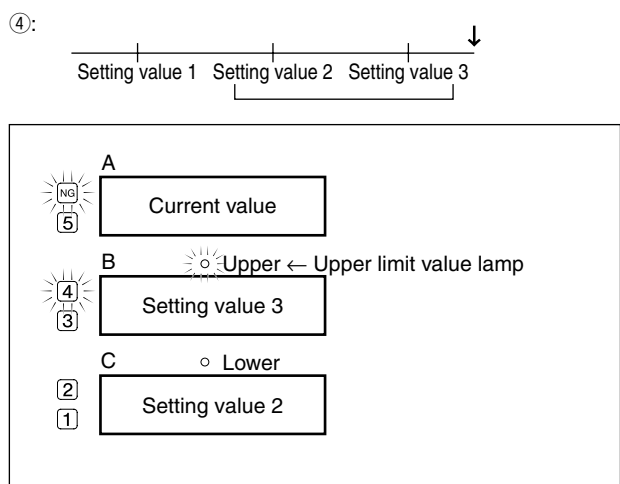 ④:
↓
Setting value 1 Setting value 2 Setting value 3
A
NG
Current value
5
B
Upper ← Upper limit value lamp
4
Setting value 3
3
C
Lower
2
Setting value 2
1